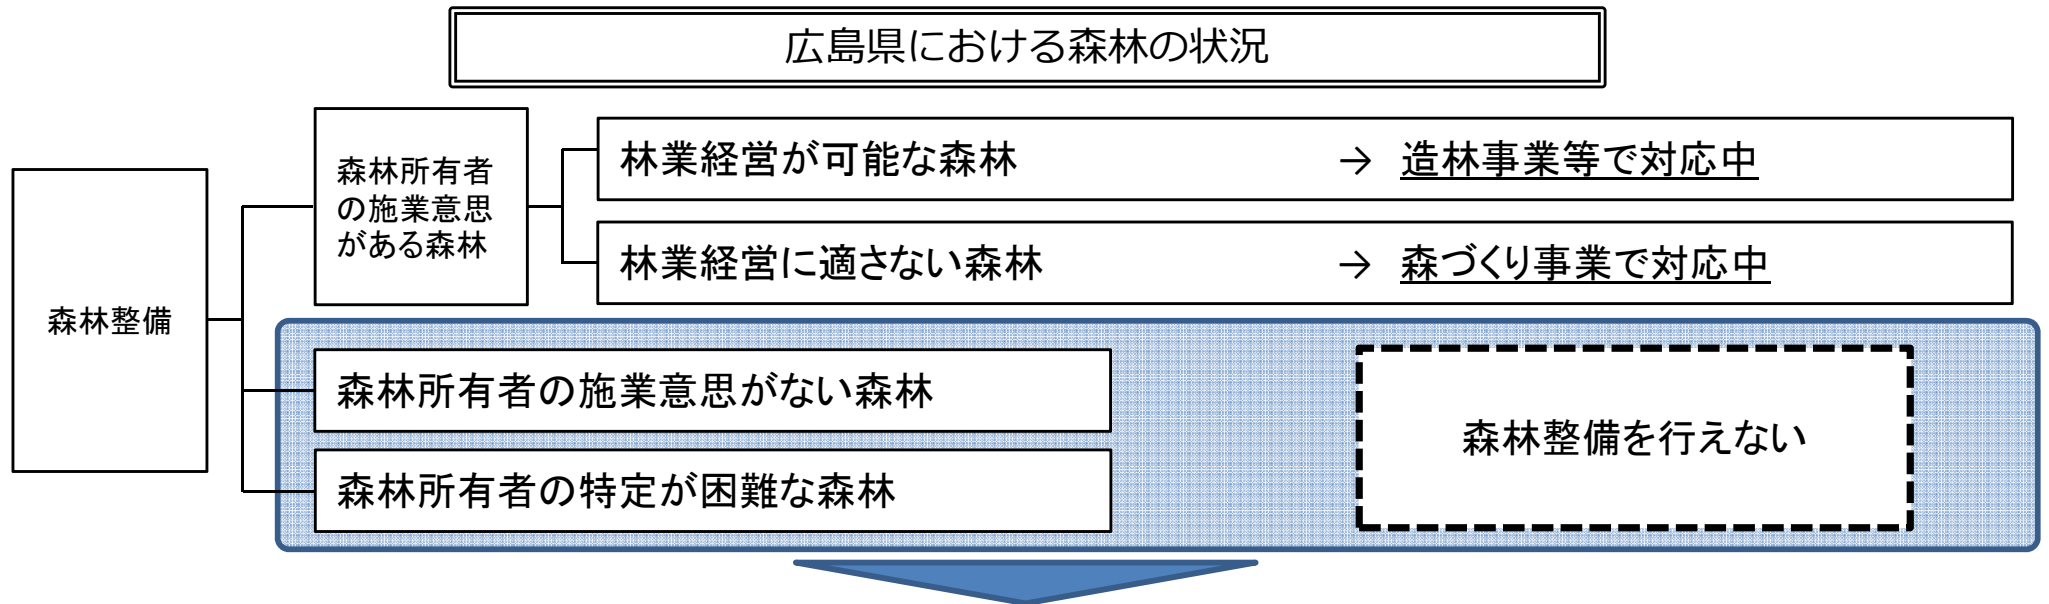 広島県における森林の状況
森林整備
森林所有者
の施業意思
がある森林
林業経営が可能な森林 → 造林事業等で対応中
林業経営に適さない森林 → 森づくり事業で対応中
森林所有者の施業意思がない森林
森林所有者の特定が困難な森林
森林整備を行えない